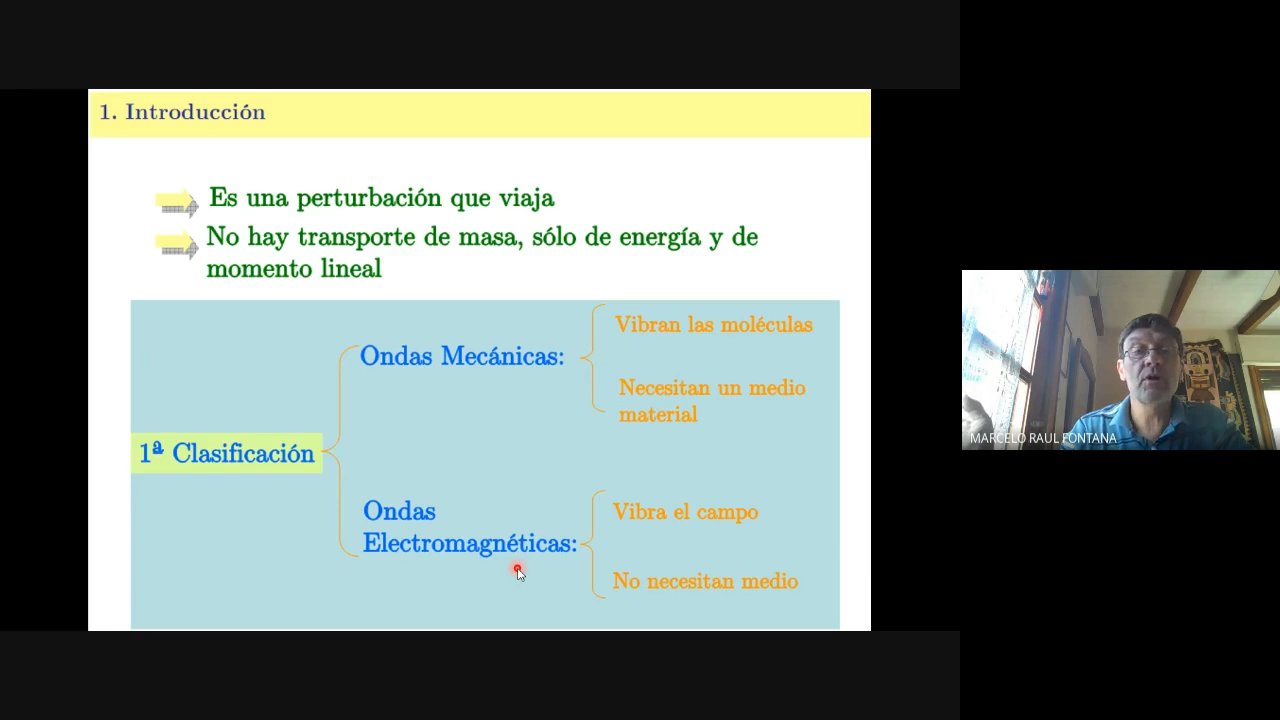 1. Introducción
Es una perturbación que viaja
No hay transporte de masa, sólo de energía y de
momento lineal
1ª Clasificación
Ondas Mecánicas:
Vibran las moléculas
Necesitan un medio
material
Ondas
Electromagnéticas:
Vibra el campo
No necesitan medio
MARCELO RAUL FONTANA